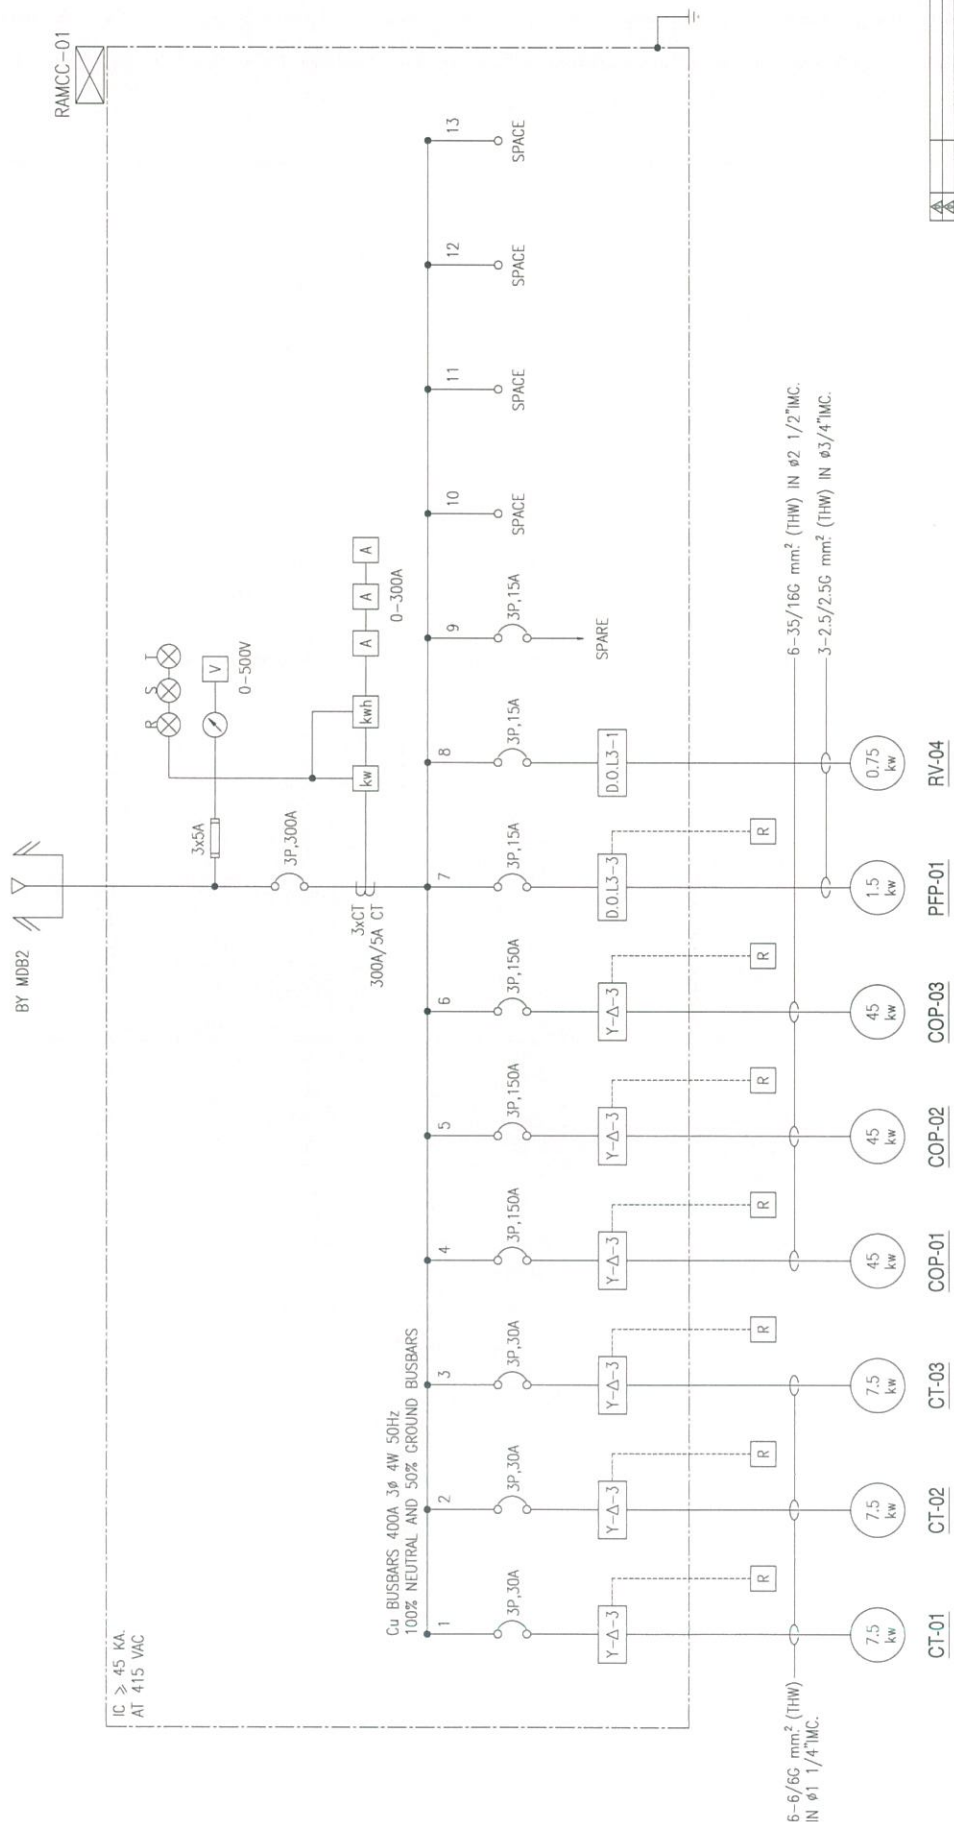 BY MDB2
RAMCC-01
IC ≥ 45 KA.
AT 415 VAC
R S T
3x5A
V
0-500V
3P,300A
3xCT
300A/5A CT
kw
kwh
A
A
A
0-300A
Cu BUSBARS 400A 3ø 4W 50Hz
100% NEUTRAL AND 50% GROUND BUSBARS
1 2 3 4 5 6 7 8 9 10 11 12 13
3P,30A
3P,30A
3P,30A
3P,150A
3P,150A
3P,150A
3P,15A
3P,15A
3P,15A
SPARE
SPACE
SPACE
SPACE
SPACE
Y-Δ-3
Y-Δ-3
Y-Δ-3
Y-Δ-3
Y-Δ-3
Y-Δ-3
D.O.L3-3
D.O.L3-1
R
R
R
R
R
R
R
6-6/6G mm² (THW)
IN ø1 1/4"IMC.
6-35/16G mm² (THW) IN ø2 1/2"IMC.
3-2.5/2.5G mm² (THW) IN ø3/4"IMC.
7.5
kw
7.5
kw
7.5
kw
45
kw
45
kw
45
kw
1.5
kw
0.75
kw
CT-01
CT-02
CT-03
COP-01
COP-02
COP-03
PFP-01
RV-04